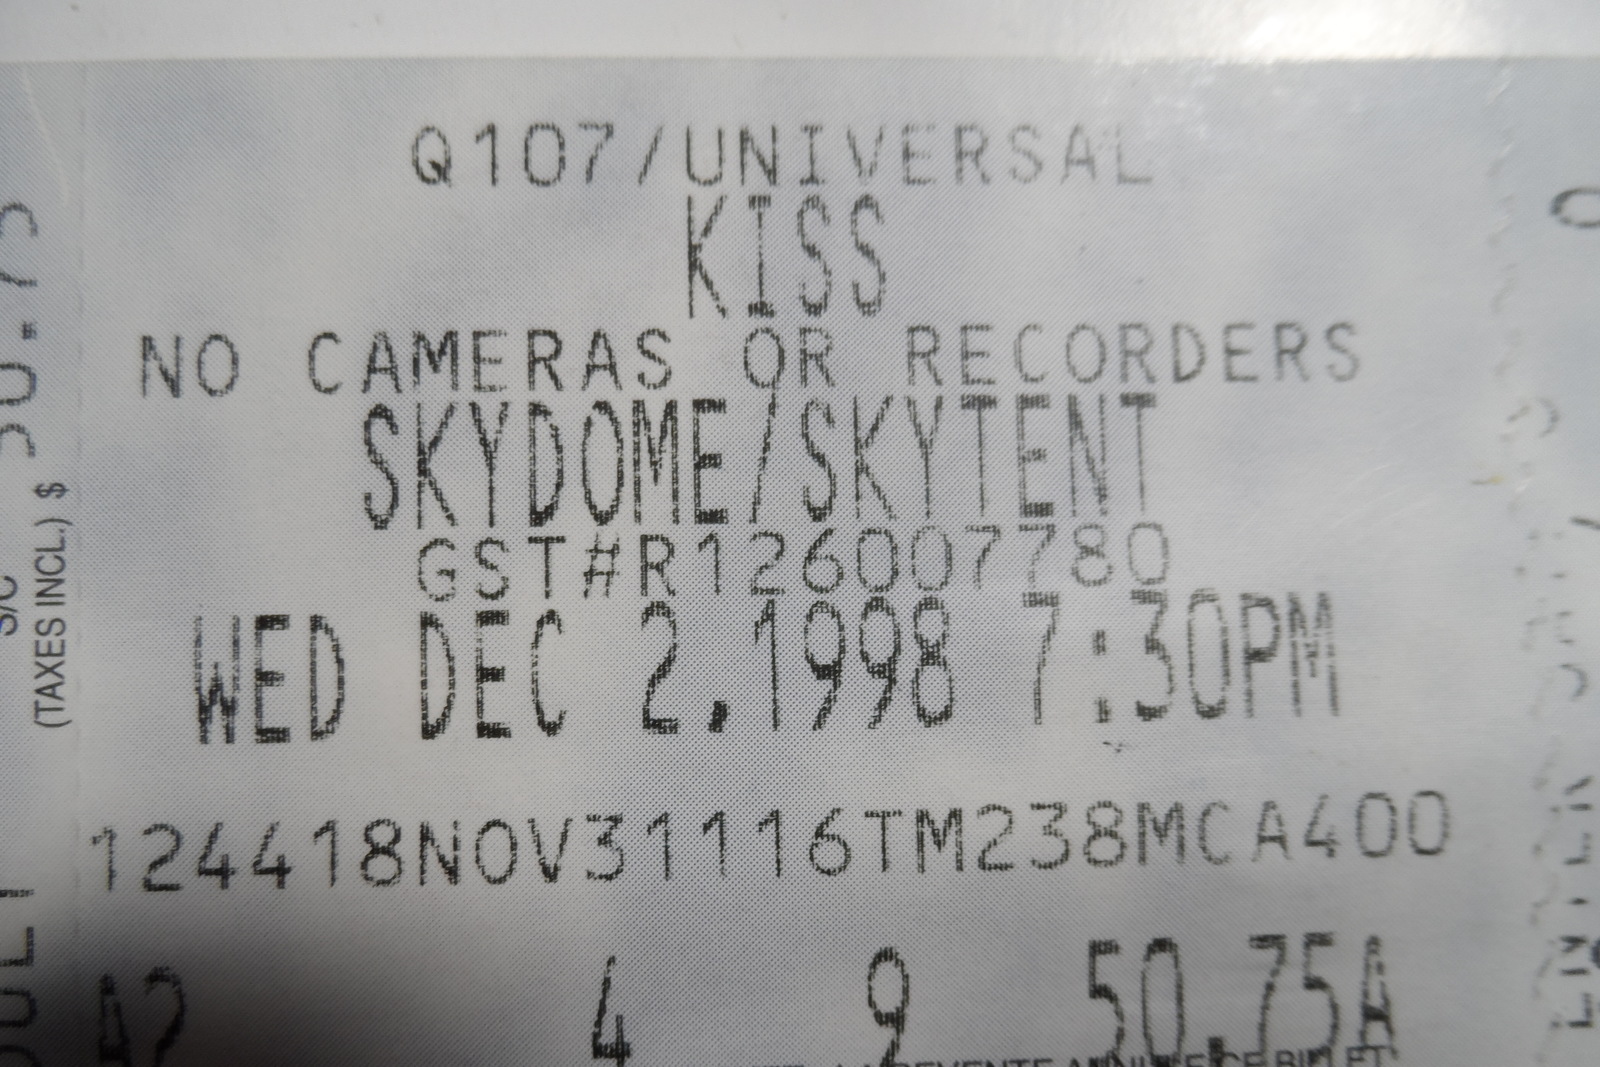 Q107/UNIVERSAL
KISS
NO CAMERAS OR RECORDERS
SKYDOME/SKYTENT
GST#R126007780
WED DEC 2,1998 7:30PM
124418NOV31116TM238MCA400
A2 4 9 50.75A
(TAXES INCL.) $
S/C